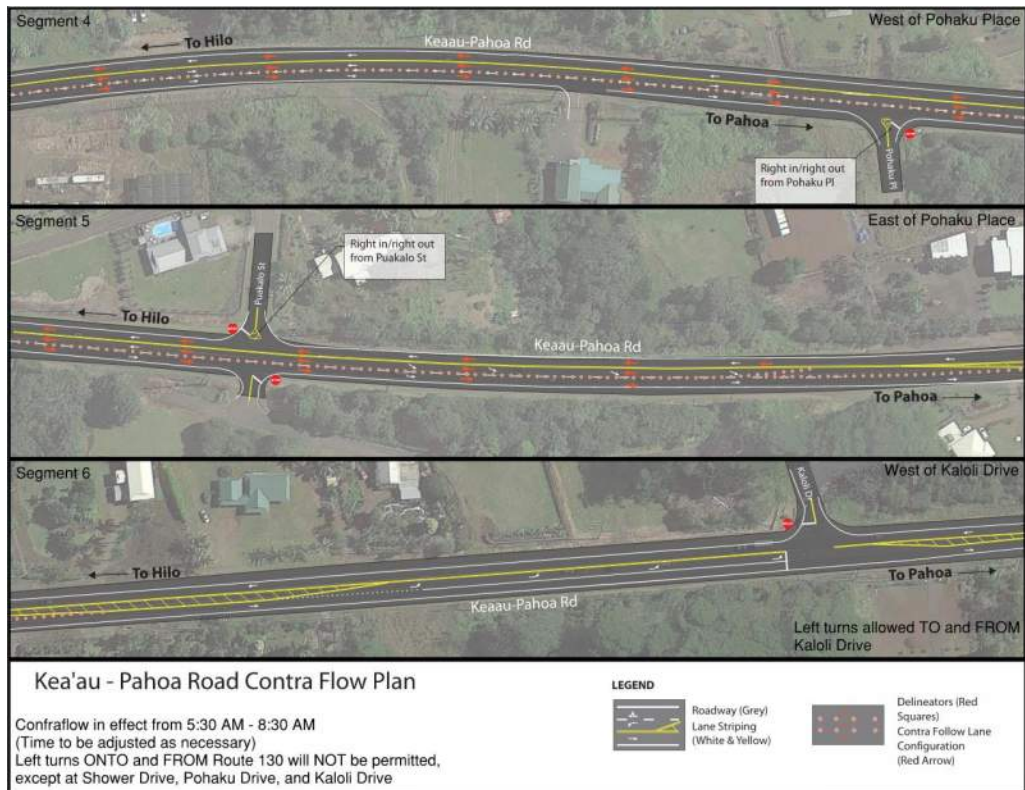 Segment 4
West of Pohaku Place
To Hilo
Keaau-Pahoa Rd
To Pahoa
Pohaku Pl
Right in/right out
from Pohaku Pl
Segment 5
East of Pohaku Place
Puakalo St
Right in/right out
from Puakalo St
To Hilo
Keaau-Pahoa Rd
To Pahoa
Segment 6
West of Kaloli Drive
Kaloli Dr
To Hilo
Keaau-Pahoa Rd
To Pahoa
Left turns allowed TO and FROM
Kaloli Drive
Kea'au - Pahoa Road Contra Flow Plan
Confraflow in effect from 5:30 AM - 8:30 AM
(Time to be adjusted as necessary)
Left turns ONTO and FROM Route 130 will NOT be permitted,
except at Shower Drive, Pohaku Drive, and Kaloli Drive
LEGEND
Roadway (Grey)
Lane Striping
(White & Yellow)
Delineators (Red
Squares)
Contra Follow Lane
Configuration
(Red Arrow)